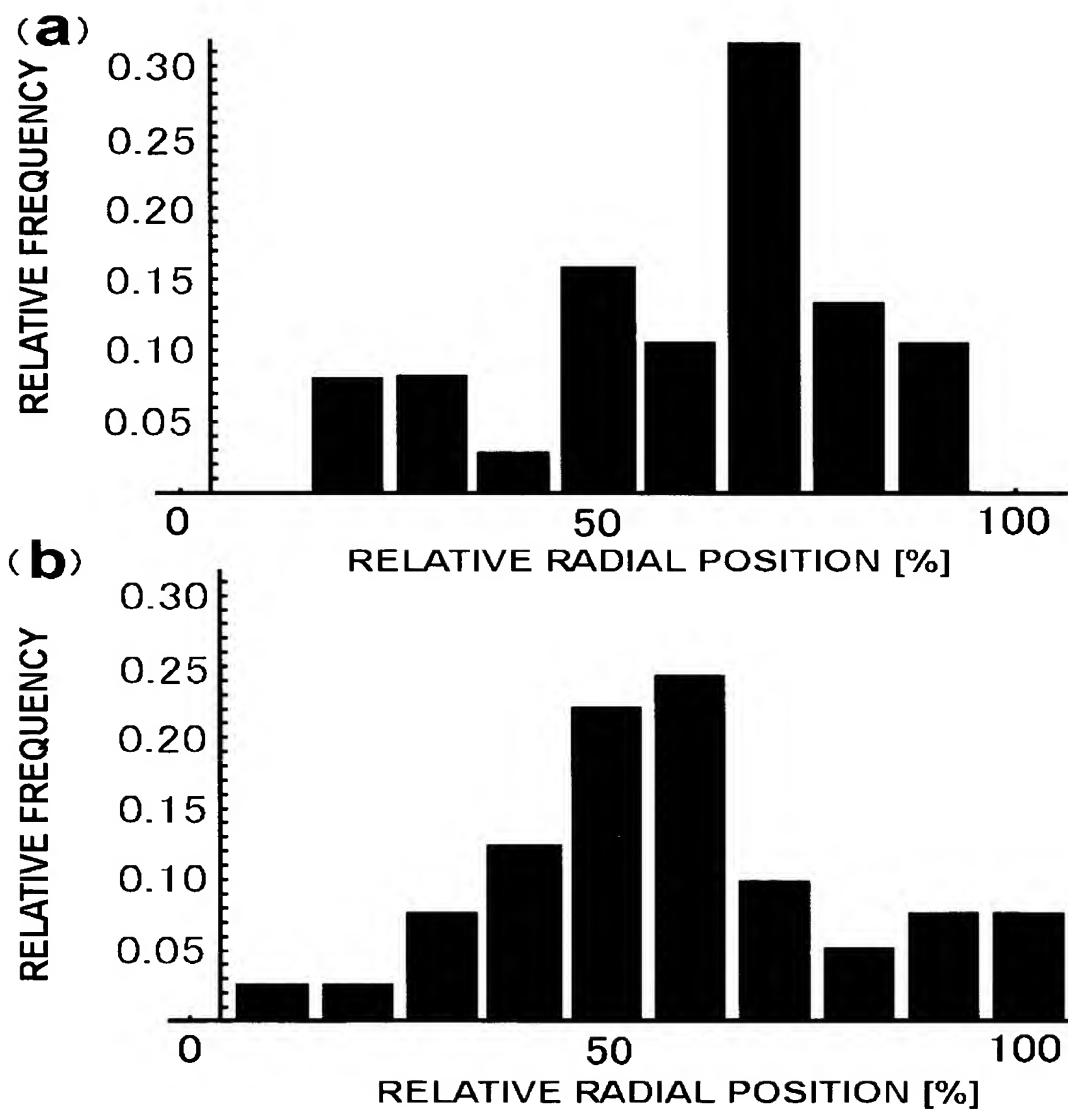 (a)
RELATIVE FREQUENCY
0.30
0.25
0.20
0.15
0.10
0.05
0 50 100
RELATIVE RADIAL POSITION [%]
(b)
RELATIVE FREQUENCY
0.30
0.25
0.20
0.15
0.10
0.05
0 50 100
RELATIVE RADIAL POSITION [%]